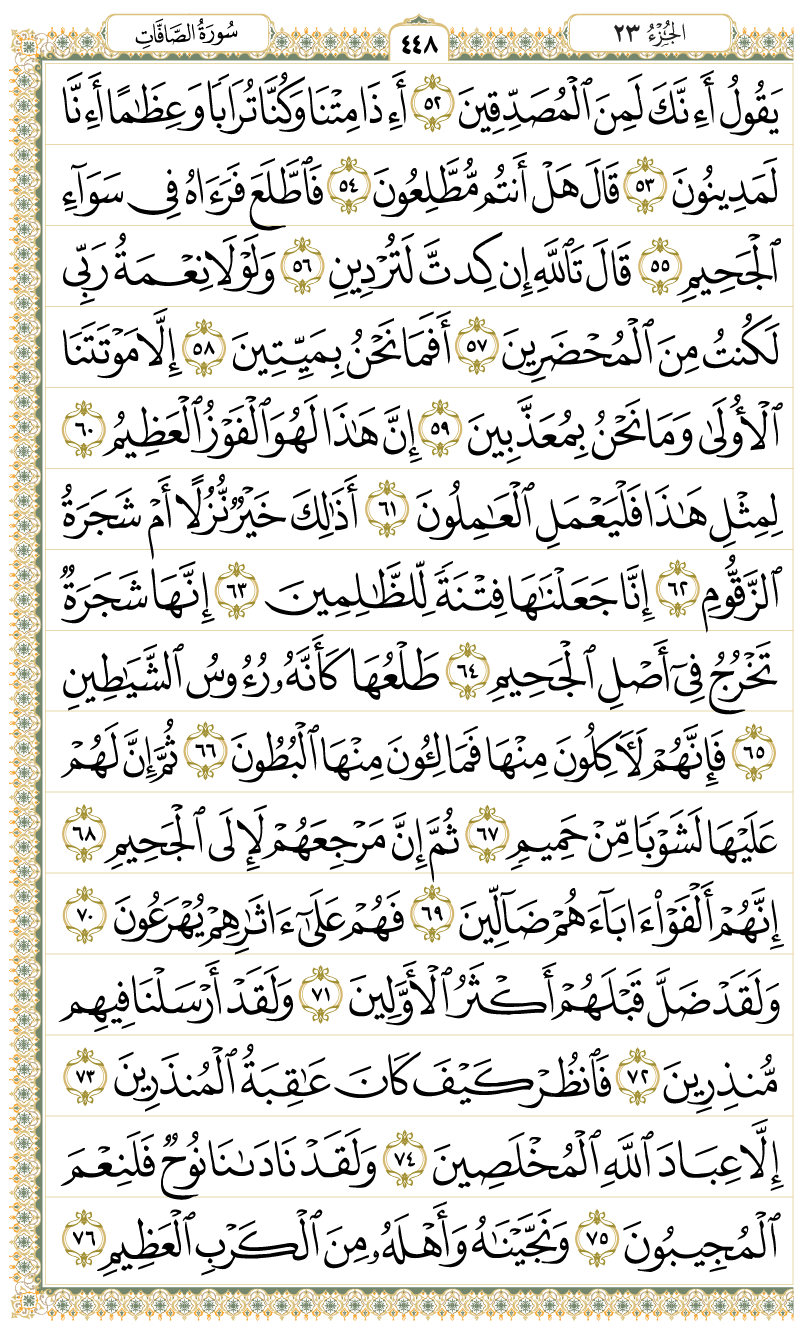 الجُزْءُ ٢٣
٤٤٨
سُورَةُ الصَّافَّاتِ
يَقُولُ أَءِنَّكَ لَمِنَ ٱلْمُصَدِّقِينَ ٥٢ أَءِذَا مِتْنَا وَكُنَّا تُرَابًا وَعِظَٰمًا أَءِنَّا
لَمَدِينُونَ ٥٣ قَالَ هَلْ أَنتُم مُّطَّلِعُونَ ٥٤ فَٱطَّلَعَ فَرَءَاهُ فِى سَوَآءِ
ٱلْجَحِيمِ ٥٥ قَالَ تَٱللَّهِ إِن كِدتَّ لَتُرْدِينِ ٥٦ وَلَوْلَا نِعْمَةُ رَبِّى
لَكُنتُ مِنَ ٱلْمُحْضَرِينَ ٥٧ أَفَمَا نَحْنُ بِمَيِّتِينَ ٥٨ إِلَّا مَوْتَتَنَا
ٱلْأُولَىٰ وَمَا نَحْنُ بِمُعَذَّبِينَ ٥٩ إِنَّ هَٰذَا لَهُوَ ٱلْفَوْزُ ٱلْعَظِيمُ ٦٠
لِمِثْلِ هَٰذَا فَلْيَعْمَلِ ٱلْعَٰمِلُونَ ٦١ أَذَٰلِكَ خَيْرٌ نُّزُلًا أَمْ شَجَرَةُ
ٱلزَّقُّومِ ٦٢ إِنَّا جَعَلْنَٰهَا فِتْنَةً لِّلظَّٰلِمِينَ ٦٣ إِنَّهَا شَجَرَةٌ
تَخْرُجُ فِىٓ أَصْلِ ٱلْجَحِيمِ ٦٤ طَلْعُهَا كَأَنَّهُۥ رُءُوسُ ٱلشَّيَٰطِينِ
٦٥ فَإِنَّهُمْ لَءَاكِلُونَ مِنْهَا فَمَالِـُٔونَ مِنْهَا ٱلْبُطُونَ ٦٦ ثُمَّ إِنَّ لَهُمْ
عَلَيْهَا لَشَوْبًا مِّنْ حَمِيمٍ ٦٧ ثُمَّ إِنَّ مَرْجِعَهُمْ لَإِلَى ٱلْجَحِيمِ ٦٨
إِنَّهُمْ أَلْفَوْا۟ ءَابَآءَهُمْ ضَآلِّينَ ٦٩ فَهُمْ عَلَىٰٓ ءَاثَٰرِهِمْ يُهْرَعُونَ ٧٠
وَلَقَدْ ضَلَّ قَبْلَهُمْ أَكْثَرُ ٱلْأَوَّلِينَ ٧١ وَلَقَدْ أَرْسَلْنَا فِيهِم
مُّنذِرِينَ ٧٢ فَٱنظُرْ كَيْفَ كَانَ عَٰقِبَةُ ٱلْمُنذَرِينَ ٧٣
إِلَّا عِبَادَ ٱللَّهِ ٱلْمُخْلَصِينَ ٧٤ وَلَقَدْ نَادَىٰنَا نُوحٌ فَلَنِعْمَ
ٱلْمُجِيبُونَ ٧٥ وَنَجَّيْنَٰهُ وَأَهْلَهُۥ مِنَ ٱلْكَرْبِ ٱلْعَظِيمِ ٧٦